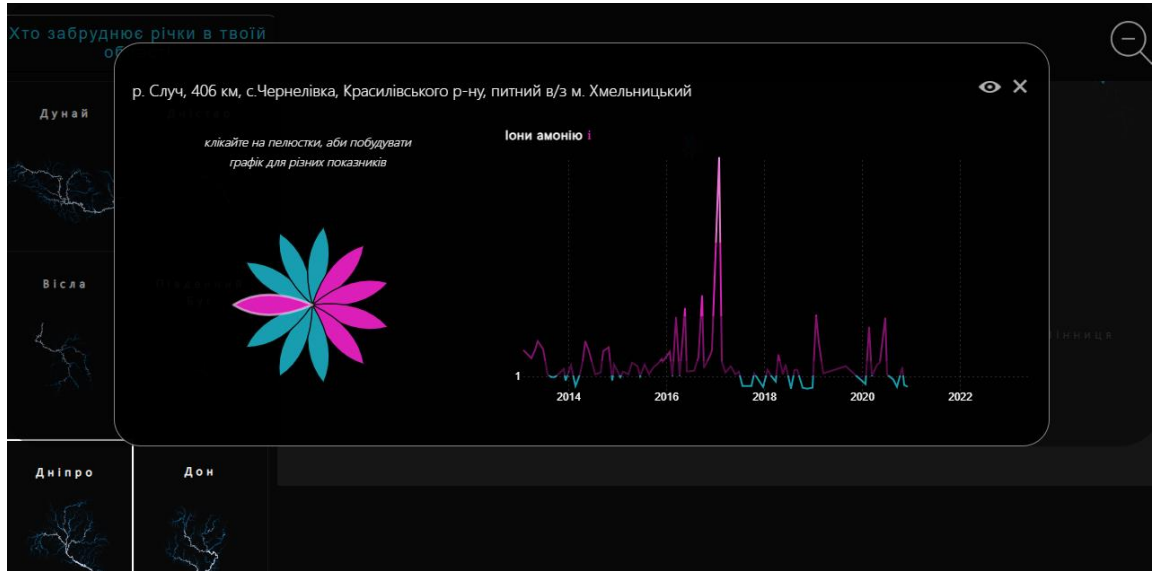 Хто забруднює річки в твоїй
р. Случ, 406 км, с.Чернелівка, Красилівського р-ну, питний в/з м. Хмельницький
клікайте на пелюстки, аби побудувати
графік для різних показників
Іони амонію i
1
2014 2016 2018 2020 2022
Дунай
Вісла
Дніпро Дон